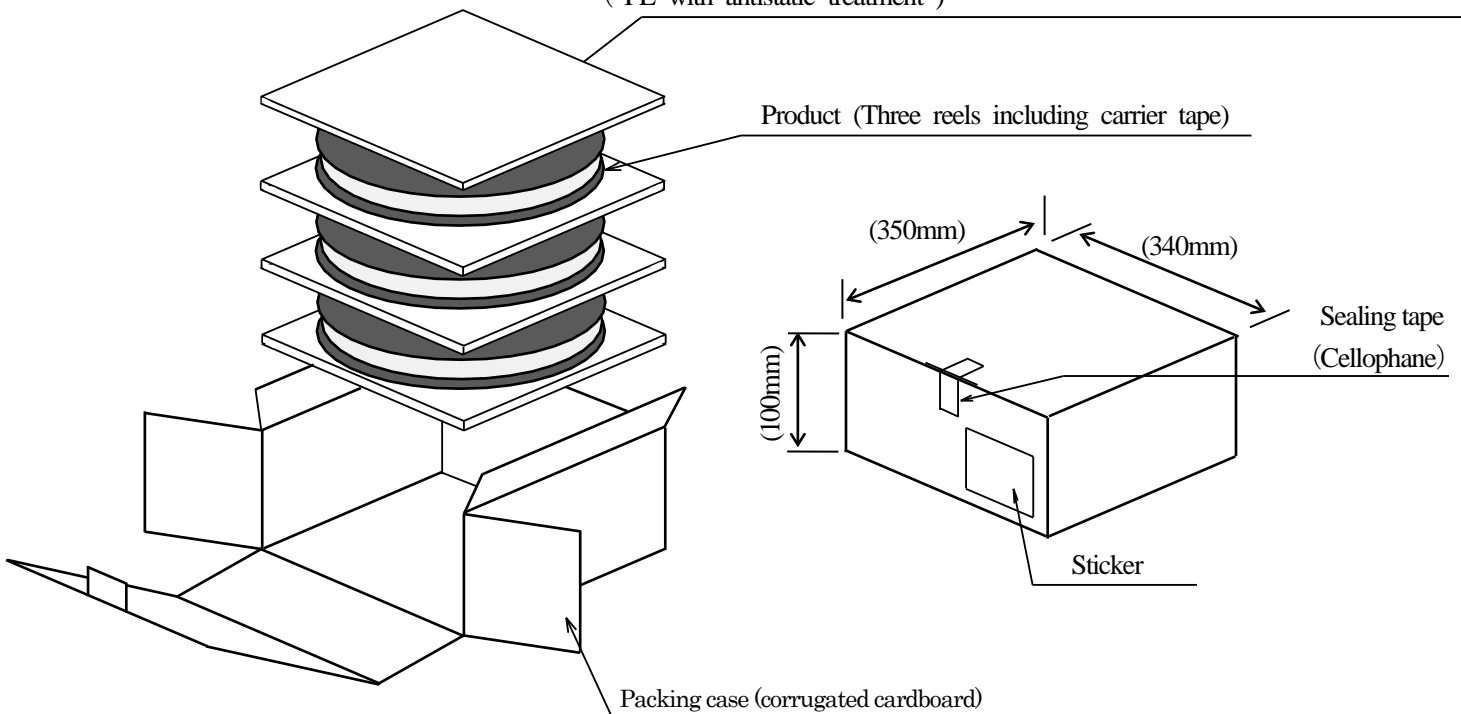 ( PE with antistatic treatment )
Product (Three reels including carrier tape)
(350mm)
(340mm)
(100mm)
Sealing tape
(Cellophane)
Sticker
Packing case (corrugated cardboard)